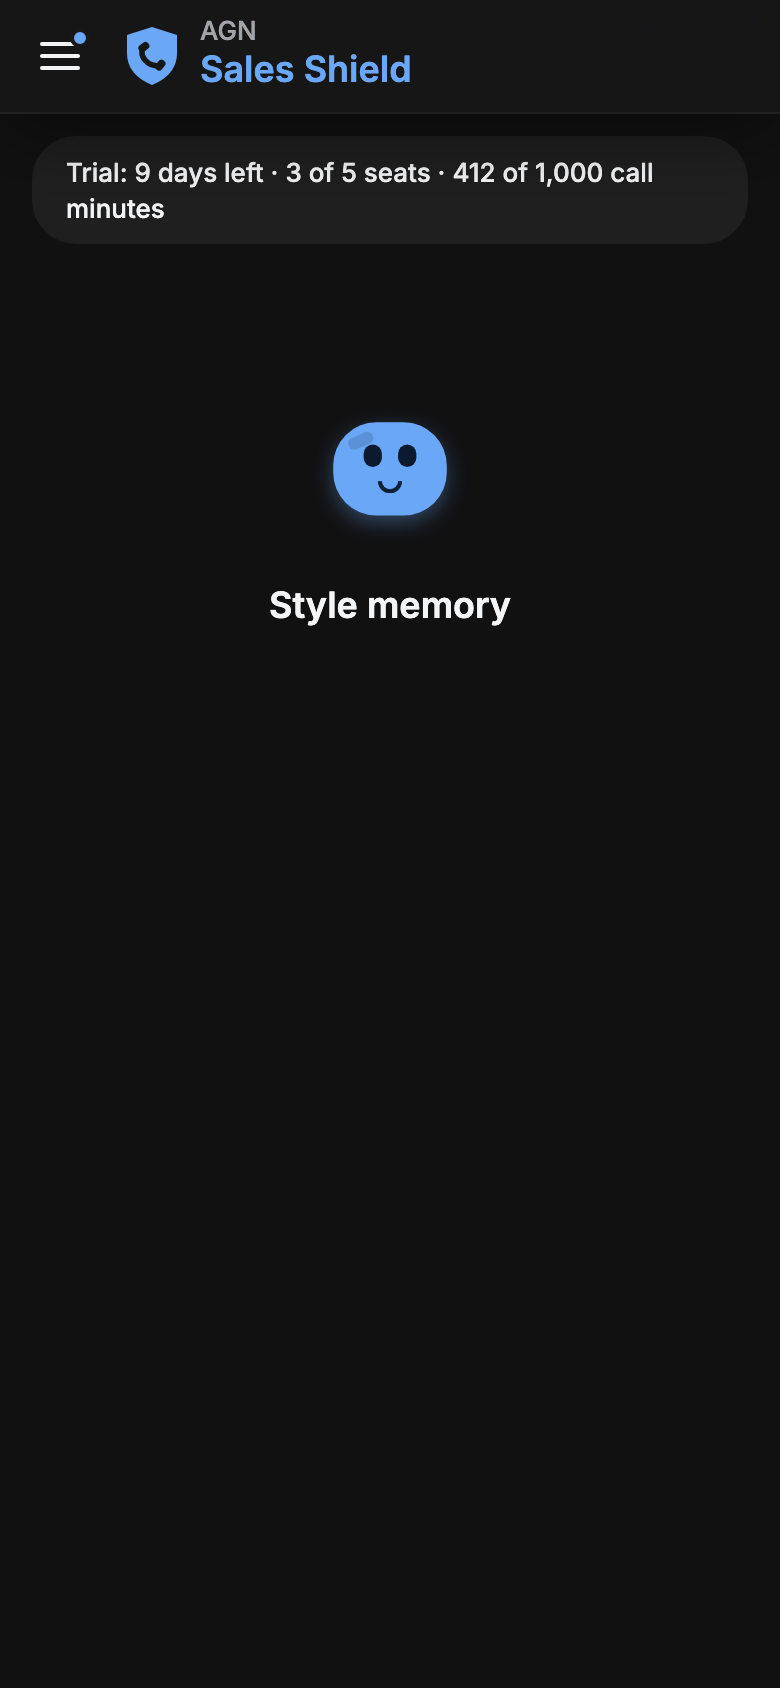 AGN
Sales Shield
Trial: 9 days left · 3 of 5 seats · 412 of 1,000 call
minutes
Style memory